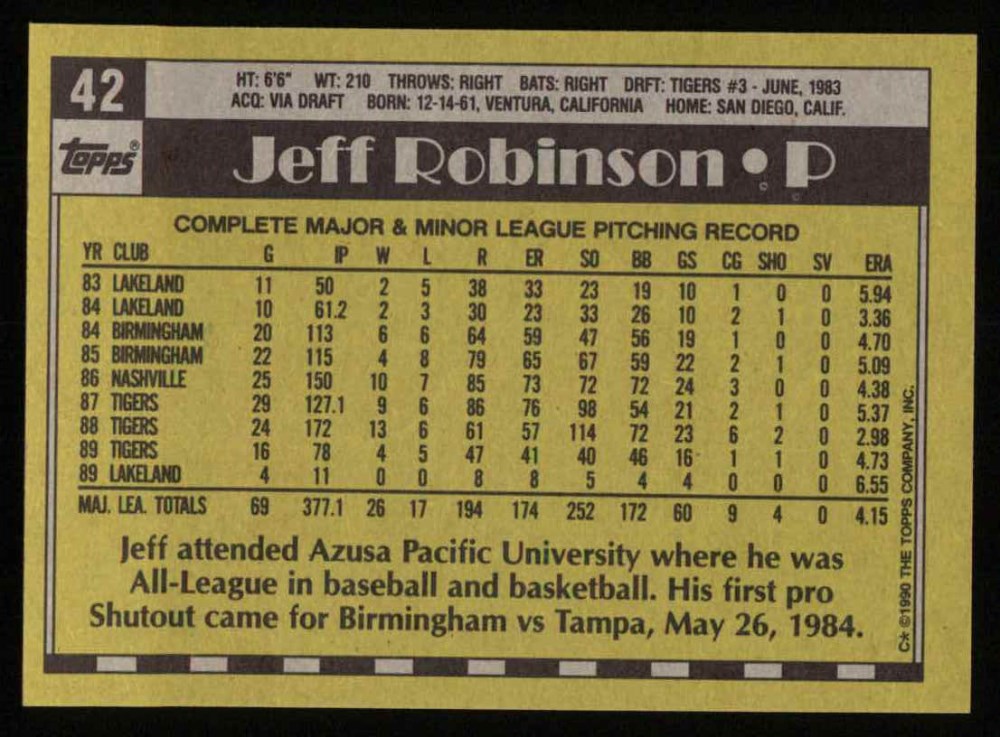 42
HT: 6'6" WT: 210 THROWS: RIGHT BATS: RIGHT DRFT: TIGERS #3 - JUNE, 1983
ACQ: VIA DRAFT BORN: 12-14-61, VENTURA, CALIFORNIA HOME: SAN DIEGO, CALIF.
topps®
Jeff Robinson • P
COMPLETE MAJOR & MINOR LEAGUE PITCHING RECORD
YR CLUB G IP W L R ER SO BB GS CG SHO SV ERA
83 LAKELAND 11 50 2 5 38 33 23 19 10 1 0 0 5.94
84 LAKELAND 10 61.2 2 3 30 23 33 26 10 2 1 0 3.36
84 BIRMINGHAM 20 113 6 6 64 59 47 56 19 1 0 0 4.70
85 BIRMINGHAM 22 115 4 8 79 65 67 59 22 2 1 0 5.09
86 NASHVILLE 25 150 10 7 85 73 72 72 24 3 0 0 4.38
87 TIGERS 29 127.1 9 6 86 76 98 54 21 2 1 0 5.37
88 TIGERS 24 172 13 6 61 57 114 72 23 6 2 0 2.98
89 TIGERS 16 78 4 5 47 41 40 46 16 1 1 0 4.73
89 LAKELAND 4 11 0 0 8 8 5 4 4 0 0 0 6.55
MAJ. LEA. TOTALS 69 377.1 26 17 194 174 252 172 60 9 4 0 4.15
Jeff attended Azusa Pacific University where he was
All-League in baseball and basketball. His first pro
Shutout came for Birmingham vs Tampa, May 26, 1984.
C* ©1990 THE TOPPS COMPANY, INC.